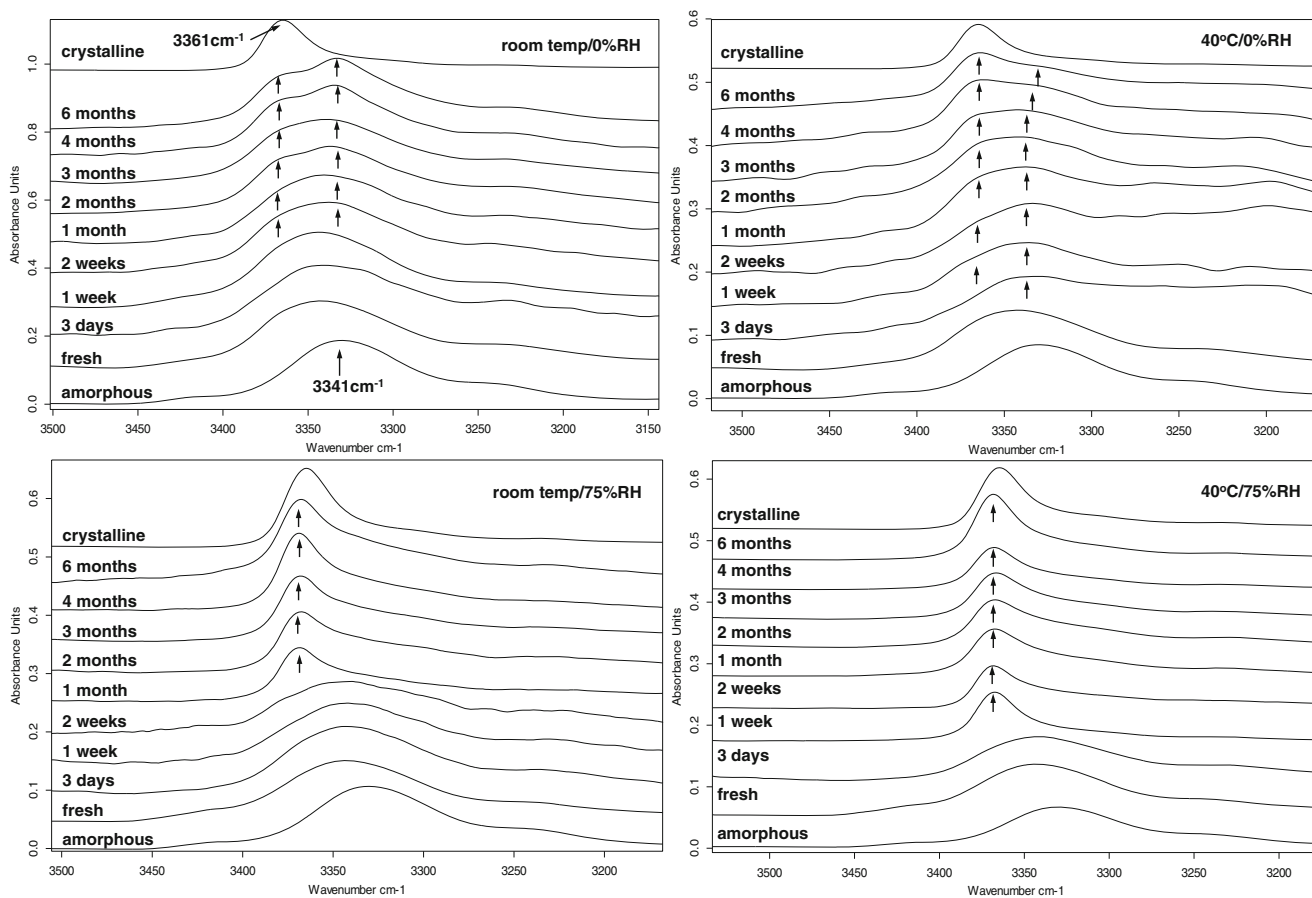 3361cm-1
room temp/0%RH
crystalline
6 months
4 months
3 months
2 months
1 month
2 weeks
1 week
3 days
fresh
amorphous
3341cm-1
Absorbance Units
0.0
0.2
0.4
0.6
0.8
1.0
3500 3450 3400 3350 3300 3250 3200 3150
Wavenumber cm-1
40ºC/0%RH
crystalline
6 months
4 months
3 months
2 months
1 month
2 weeks
1 week
3 days
fresh
amorphous
Absorbance Units
0.0
0.1
0.2
0.3
0.4
0.5
0.6
3500 3450 3400 3350 3300 3250 3200
Wavenumber cm-1
room temp/75%RH
crystalline
6 months
4 months
3 months
2 months
1 month
2 weeks
1 week
3 days
fresh
amorphous
Absorbance Units
0.0
0.1
0.2
0.3
0.4
0.5
0.6
3500 3450 3400 3350 3300 3250 3200
Wavenumber cm-1
40ºC/75%RH
crystalline
6 months
4 months
3 months
2 months
1 month
2 weeks
1 week
3 days
fresh
amorphous
Absorbance Units
0.0
0.1
0.2
0.3
0.4
0.5
0.6
3500 3450 3400 3350 3300 3250 3200
Wavenumber cm-1